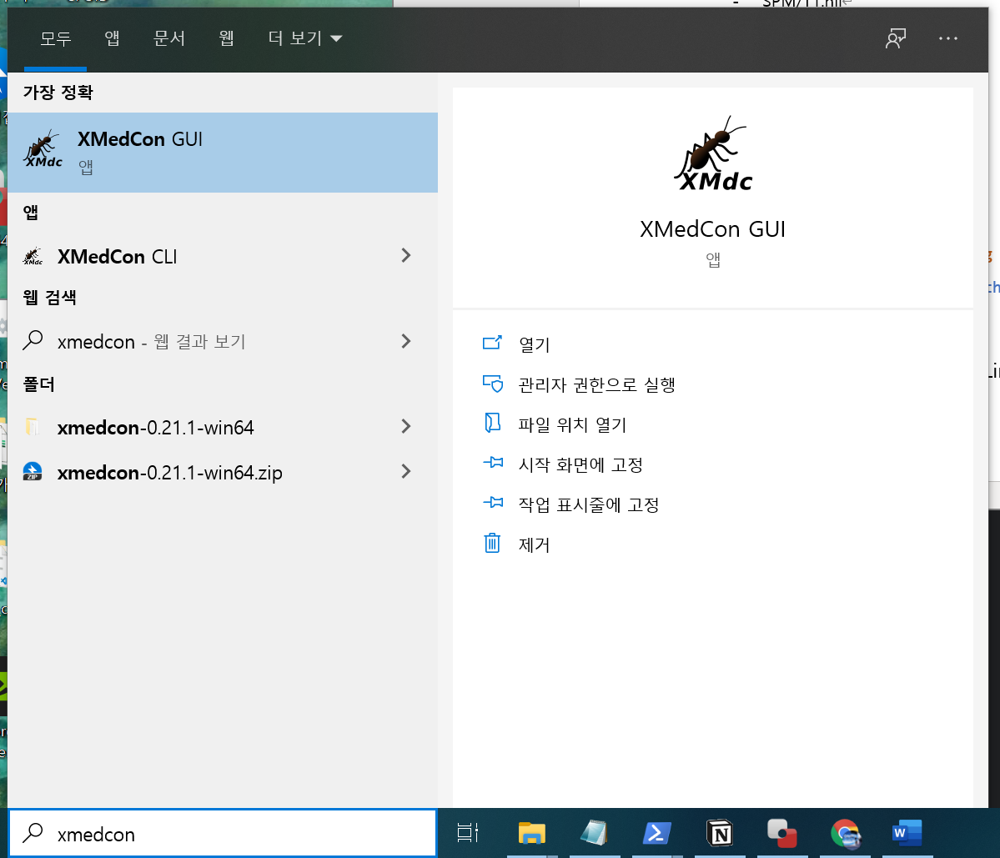 SPM/T1.nii
모두 앱 문서 웹 더 보기
가장 정확
XMedCon GUI
앱
XMdc
앱
XMedCon CLI
웹 검색
xmedcon - 웹 결과 보기
폴더
xmedcon-0.21.1-win64
xmedcon-0.21.1-win64.zip
ZIP
XMdc
XMedCon GUI
앱
열기
관리자 권한으로 실행
파일 위치 열기
시작 화면에 고정
작업 표시줄에 고정
제거
xmedcon